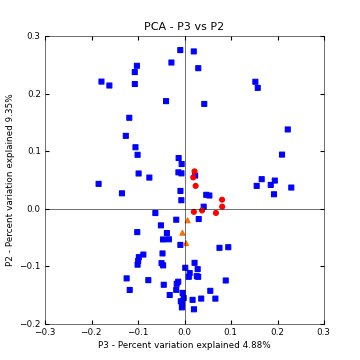 PCA - P3 vs P2
0.3
0.2
0.1
0.0
−0.1
−0.2
−0.3 −0.2 −0.1 0.0 0.1 0.2 0.3
P2 - Percent variation explained 9.35%
P3 - Percent variation explained 4.88%